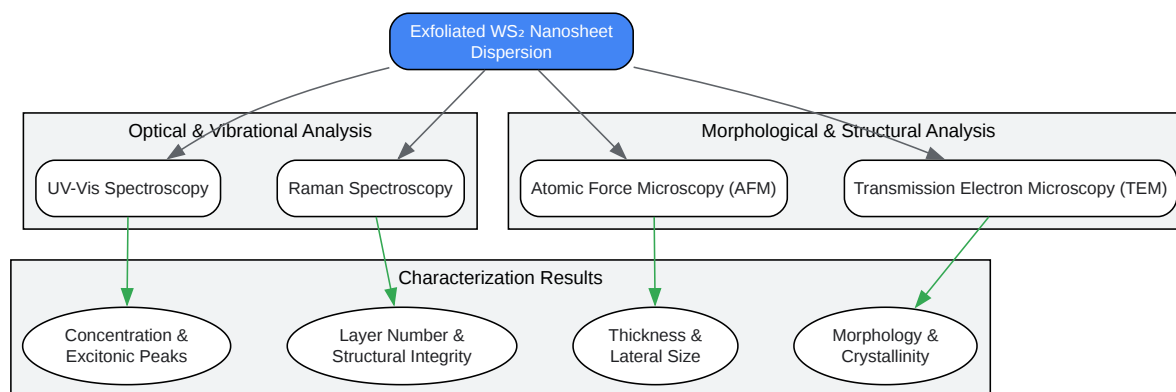 Exfoliated WS₂ Nanosheet
Dispersion
Optical & Vibrational Analysis
Morphological & Structural Analysis
UV-Vis Spectroscopy
Raman Spectroscopy
Atomic Force Microscopy (AFM)
Transmission Electron Microscopy (TEM)
Characterization Results
Concentration &
Excitonic Peaks
Layer Number &
Structural Integrity
Thickness &
Lateral Size
Morphology &
Crystallinity